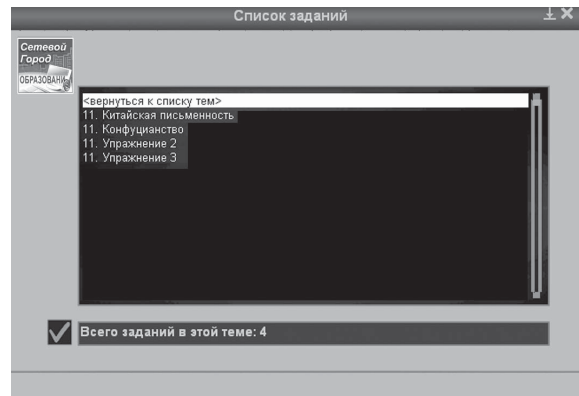 Список заданий
Сетевой
Город
ОБРАЗОВАНИ
<вернуться к списку тем>
11. Китайская письменность
11. Конфуцианство
11. Упражнение 2
11. Упражнение 3
Всего заданий в этой теме: 4